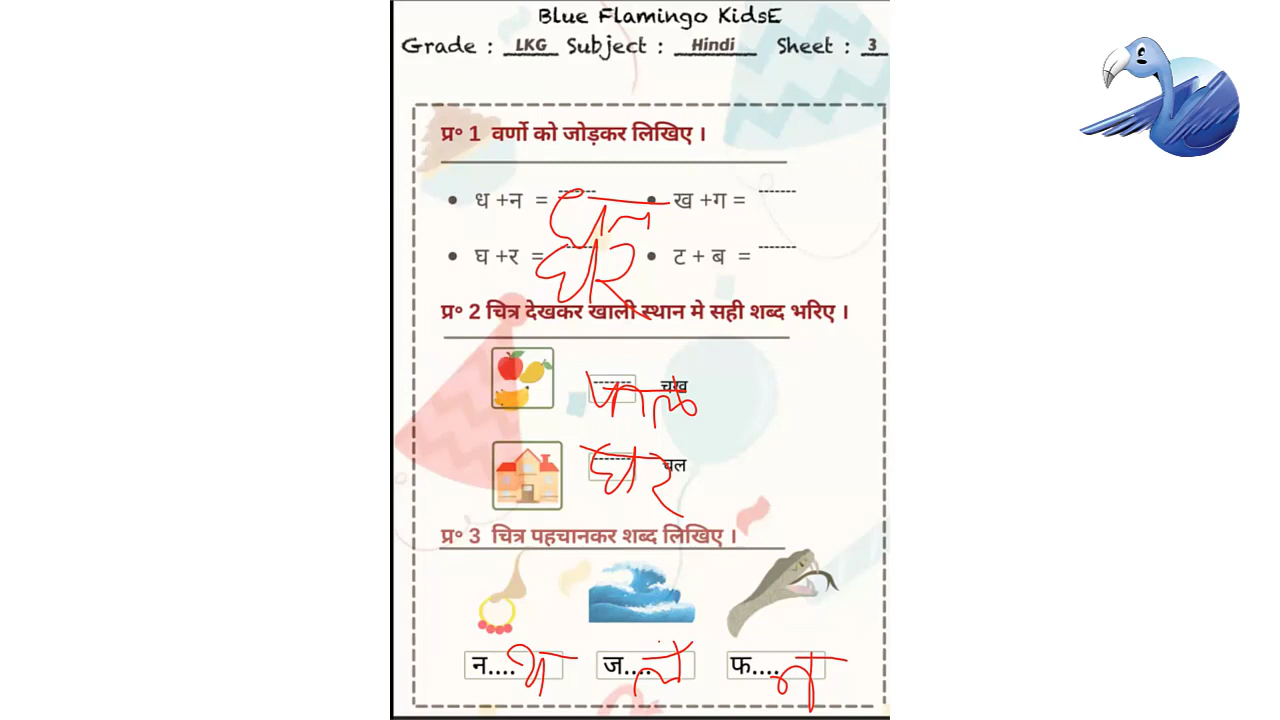 Blue Flamingo KidsE
Grade : LKG Subject : Hindi Sheet : 3
प्र॰ 1 वर्णो को जोड़कर लिखिए ।
• ध +न = धन • ख +ग = -------
• घ +र = घर • ट + ब = -------
प्र॰ 2 चित्र देखकर खाली स्थान मे सही शब्द भरिए ।
------- फल चख
------- घर चल
प्र॰ 3 चित्र पहचानकर शब्द लिखिए ।
न....थ ज....ल फ....न